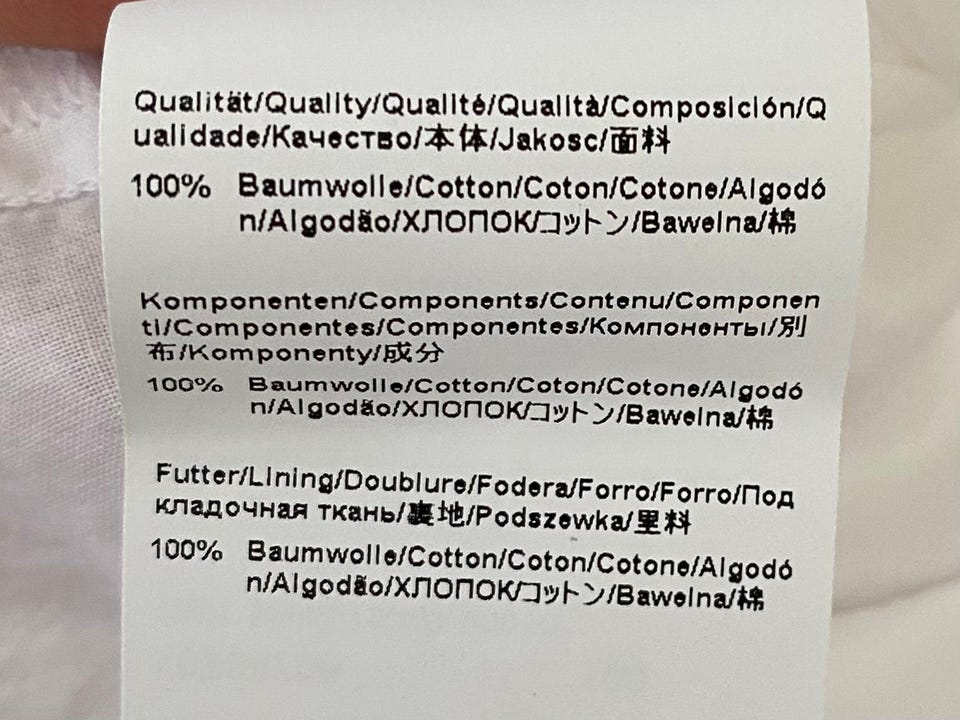 Qualität/Quality/Qualité/Qualità/Composición/Q
ualidade/Качество/本体/Jakosc/面料
100% Baumwolle/Cotton/Coton/Cotone/Algodó
n/Algodão/ХЛОПОК/コットン/Bawelna/棉
Komponenten/Components/Contenu/Componen
ti/Componentes/Componentes/Компоненты/別
布/Komponenty/成分
100% Baumwolle/Cotton/Coton/Cotone/Algodó
n/Algodão/ХЛОПОК/コットン/Bawelna/棉
Futter/Lining/Doublure/Fodera/Forro/Forro/Под
кладочная ткань/裏地/Podszewka/里料
100% Baumwolle/Cotton/Coton/Cotone/Algodó
n/Algodão/ХЛОПОК/コットン/Bawelna/棉